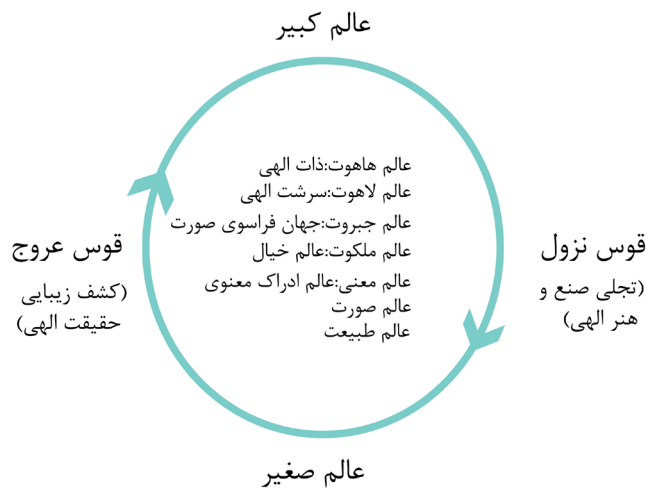 عالم کبیر
عالم هاهوت:ذات الهی
عالم لاهوت:سرشت الهی
عالم جبروت:جهان فراسوی صورت
عالم ملکوت:عالم خیال
عالم معنی:عالم ادراک معنوی
عالم صورت
عالم طبیعت
قوس نزول
(تجلی صنع و
هنر الهی)
قوس عروج
(کشف زیبایی
حقیقت الهی)
عالم صغیر